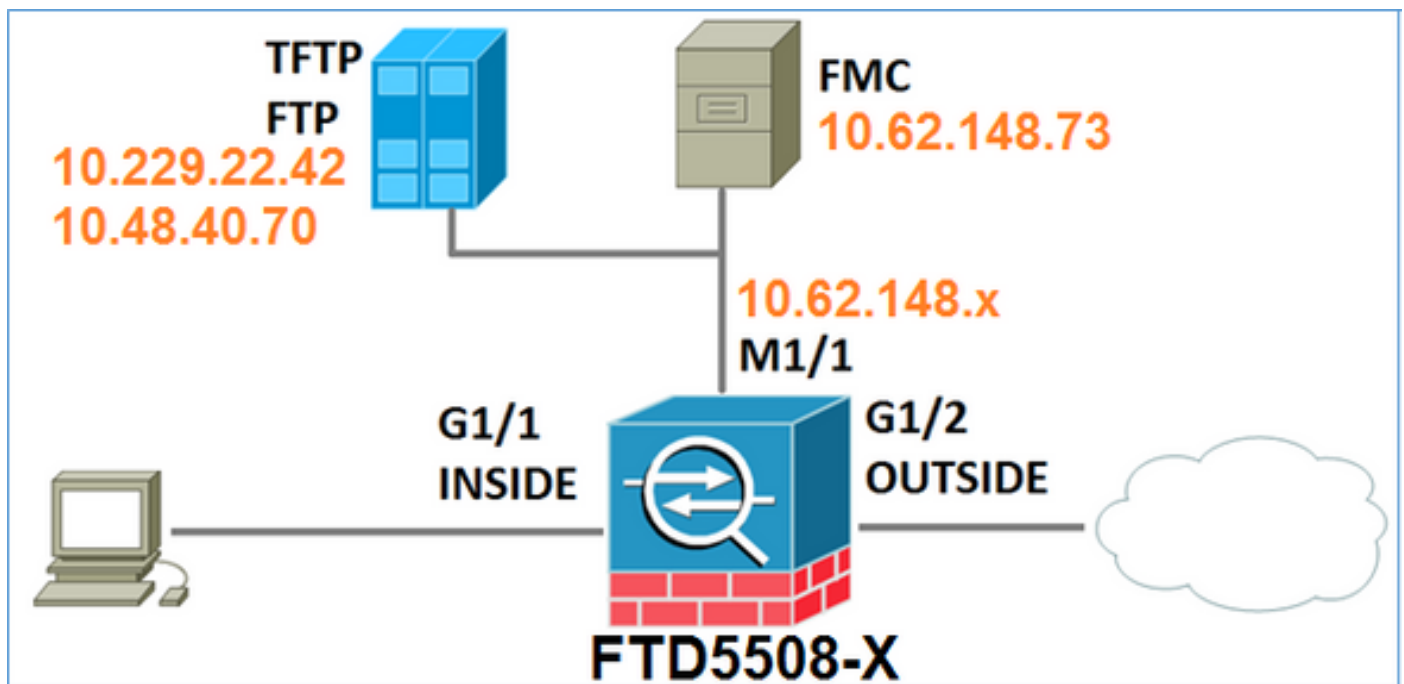 TFTP
FTP
10.229.22.42
10.48.40.70
FMC
10.62.148.73
10.62.148.x
M1/1
G1/1
INSIDE
G1/2
OUTSIDE
FTD5508-X